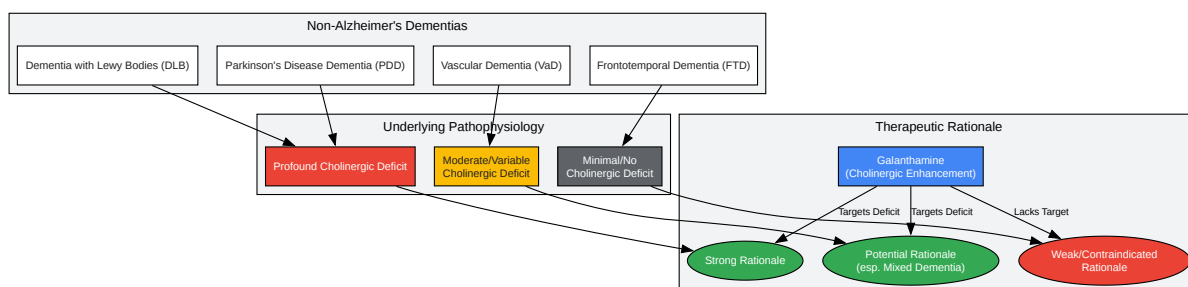 Non-Alzheimer's Dementias
Dementia with Lewy Bodies (DLB)
Parkinson's Disease Dementia (PDD)
Vascular Dementia (VaD)
Frontotemporal Dementia (FTD)
Underlying Pathophysiology
Profound Cholinergic Deficit
Moderate/Variable
Cholinergic Deficit
Minimal/No
Cholinergic Deficit
Therapeutic Rationale
Galanthamine
(Cholinergic Enhancement)
Targets Deficit
Targets Deficit
Lacks Target
Strong Rationale
Potential Rationale
(esp. Mixed Dementia)
Weak/Contraindicated
Rationale